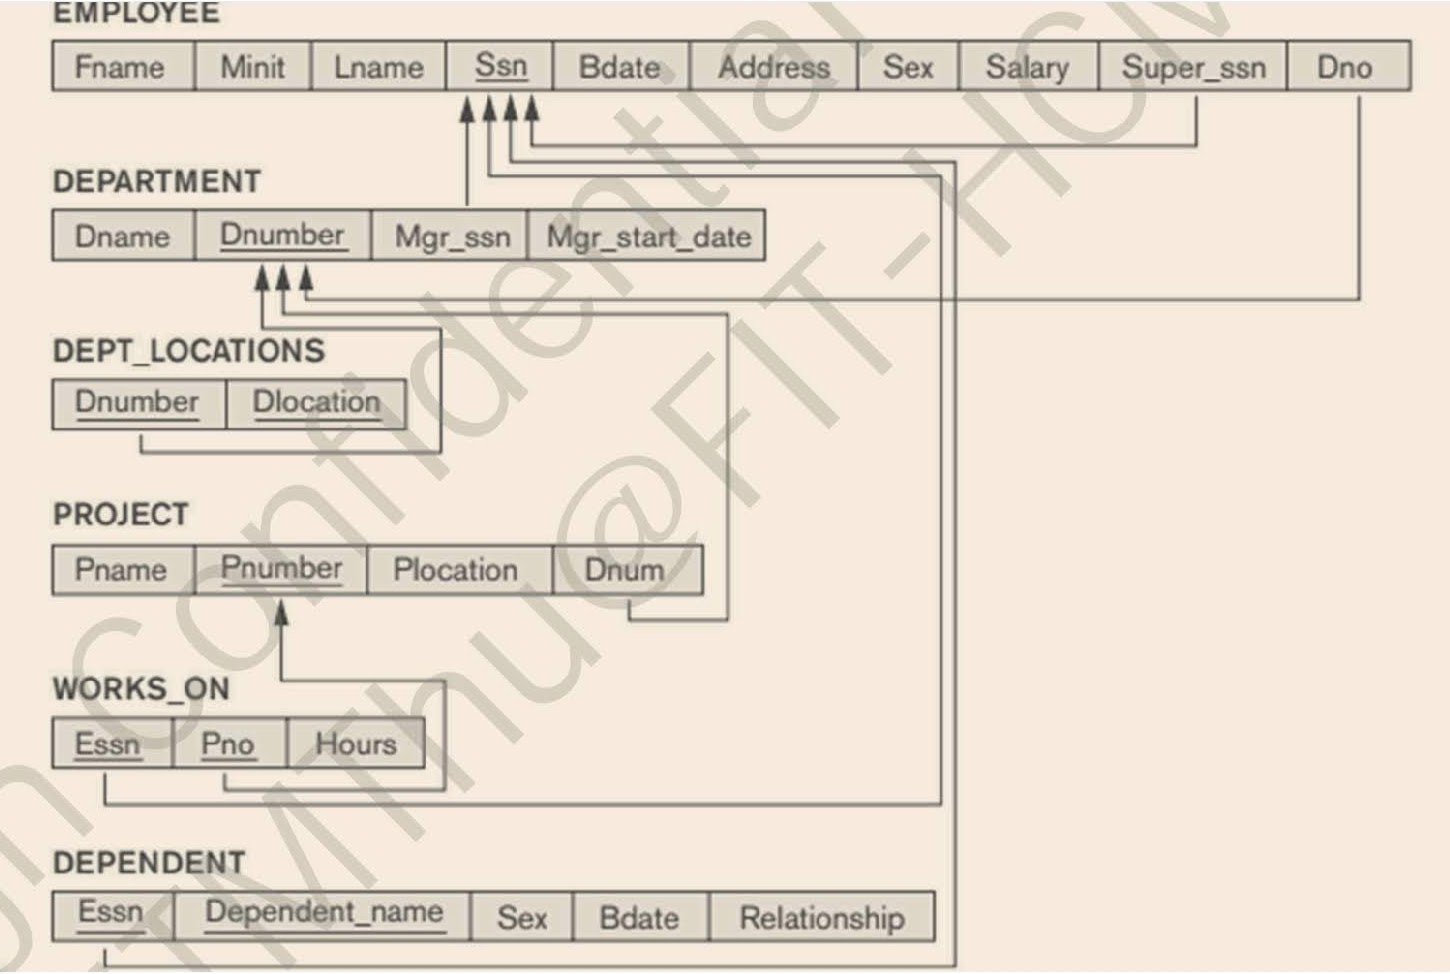 EMPLOYEE
Fname Minit Lname Ssn Bdate Address Sex Salary Super_ssn Dno
DEPARTMENT
Dname Dnumber Mgr_ssn Mgr_start_date
DEPT_LOCATIONS
Dnumber Dlocation
PROJECT
Pname Pnumber Plocation Dnum
WORKS_ON
Essn Pno Hours
DEPENDENT
Essn Dependent_name Sex Bdate Relationship
Confidential
TMThu@FIT-HCM